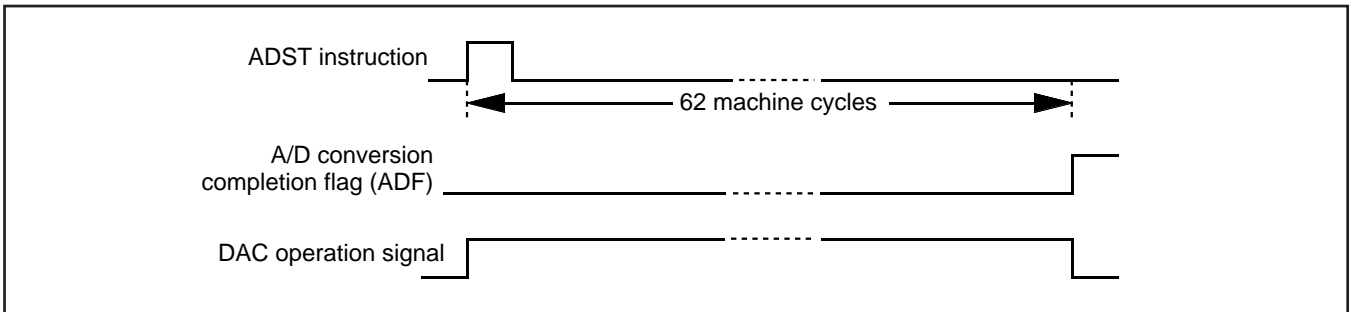 ADST instruction
62 machine cycles
A/D conversion
completion flag (ADF)
DAC operation signal